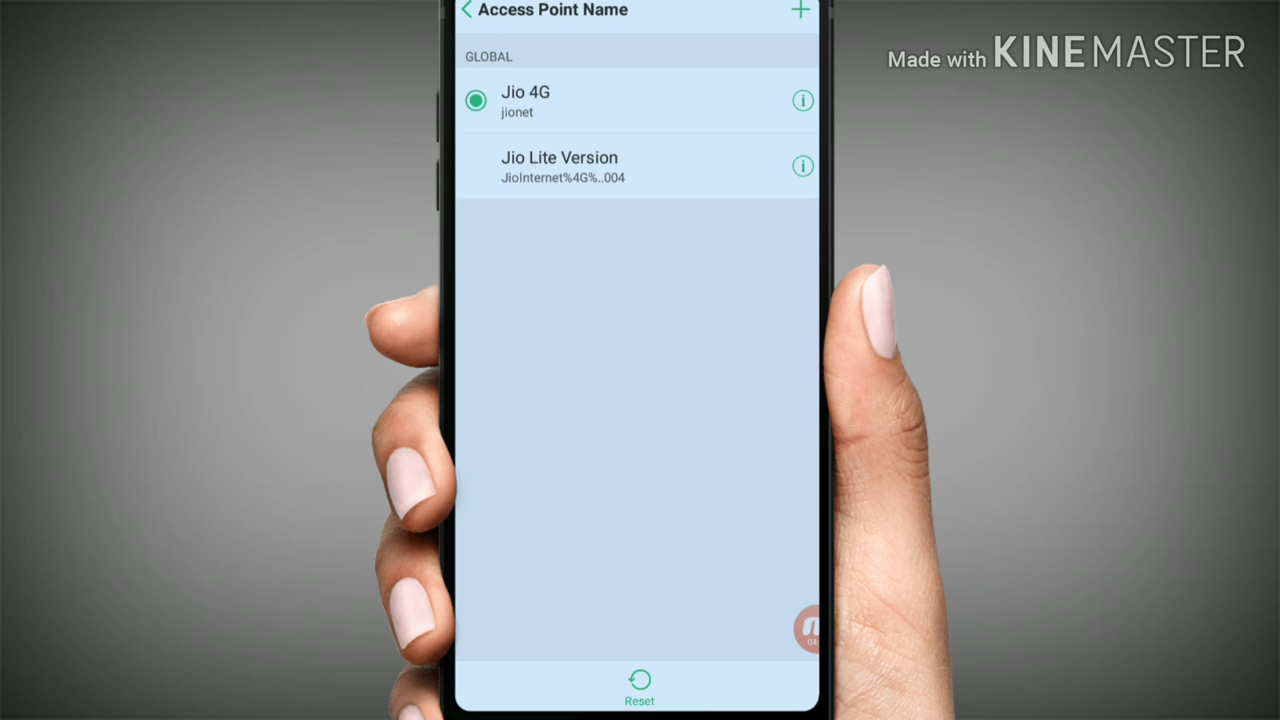 Access Point Name
Made with KINEMASTER
GLOBAL
Jio 4G
jionet
Jio Lite Version
JioInternet%4G%..004
Reset